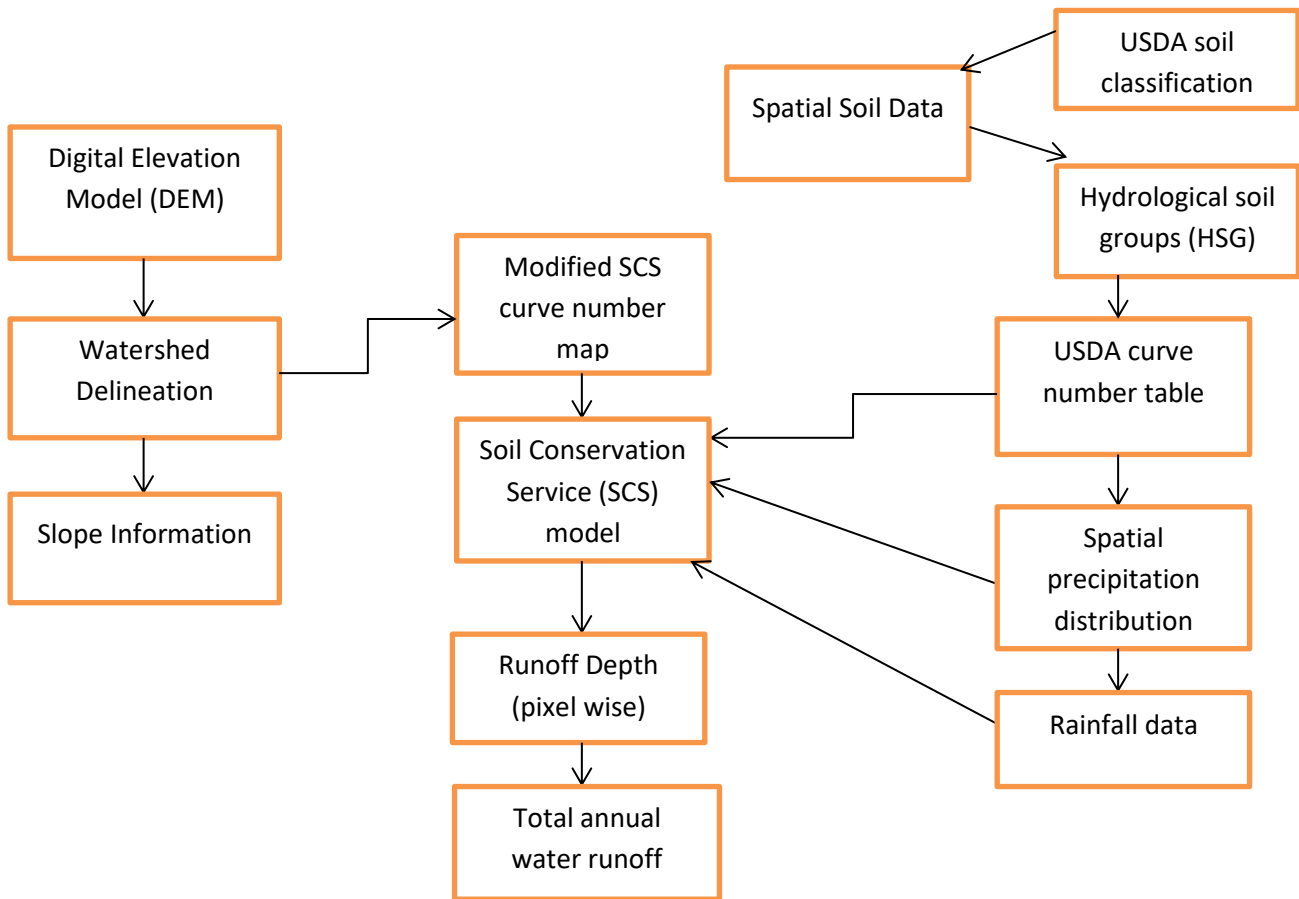 USDA soil
classification
Spatial Soil Data
Digital Elevation
Model (DEM)
Hydrological soil
groups (HSG)
Modified SCS
curve number
map
Watershed
Delineation
USDA curve
number table
Soil Conservation
Service (SCS)
model
Slope Information
Spatial
precipitation
distribution
Runoff Depth
(pixel wise)
Rainfall data
Total annual
water runoff